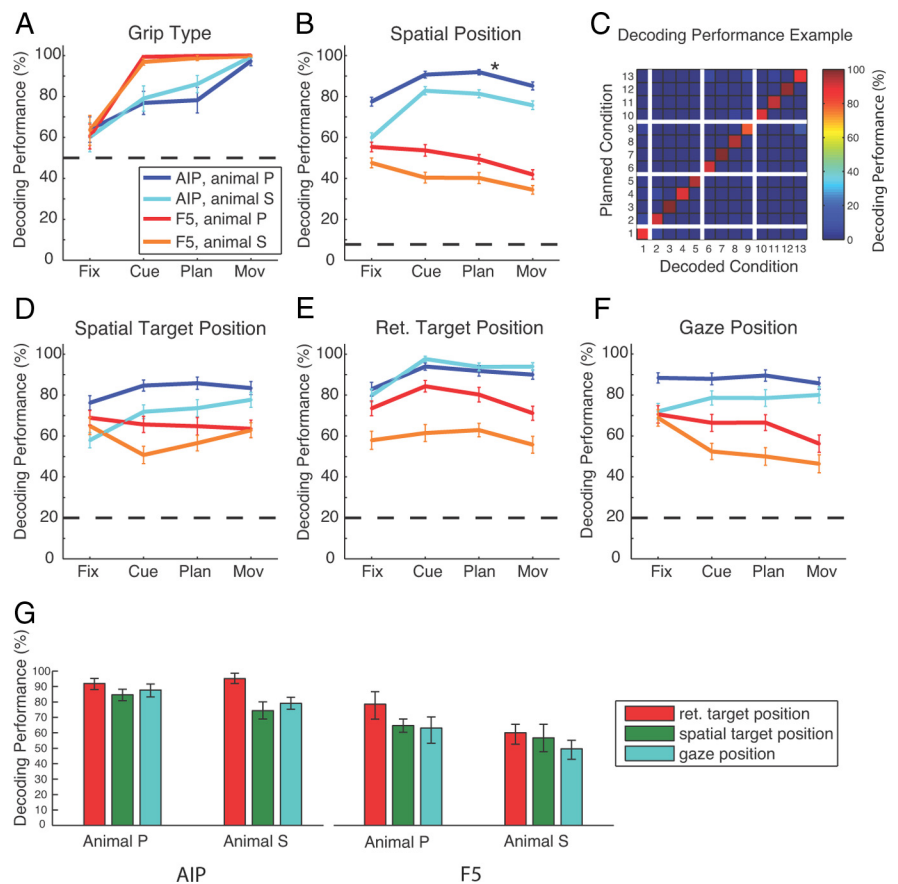 A
Grip Type
Decoding Performance (%)
100
80
60
40
20
0
Fix Cue Plan Mov
AIP, animal P
AIP, animal S
F5, animal P
F5, animal S
B
Spatial Position
Decoding Performance (%)
100
80
60
40
20
0
*
Fix Cue Plan Mov
C
Decoding Performance Example
Planned Condition
13
12
11
10
9
8
7
6
5
4
3
2
1
1 2 3 4 5 6 7 8 9 10 11 12 13
Decoded Condition
100
80
60
40
20
0
Decoding Performance (%)
D
Spatial Target Position
Decoding Performance (%)
100
80
60
40
20
0
Fix Cue Plan Mov
E
Ret. Target Position
Decoding Performance (%)
100
80
60
40
20
0
Fix Cue Plan Mov
F
Gaze Position
Decoding Performance (%)
100
80
60
40
20
0
Fix Cue Plan Mov
G
Decoding Performance (%)
100
90
80
70
60
50
40
30
20
10
0
Animal P Animal S Animal P Animal S
AIP F5
ret. target position
spatial target position
gaze position